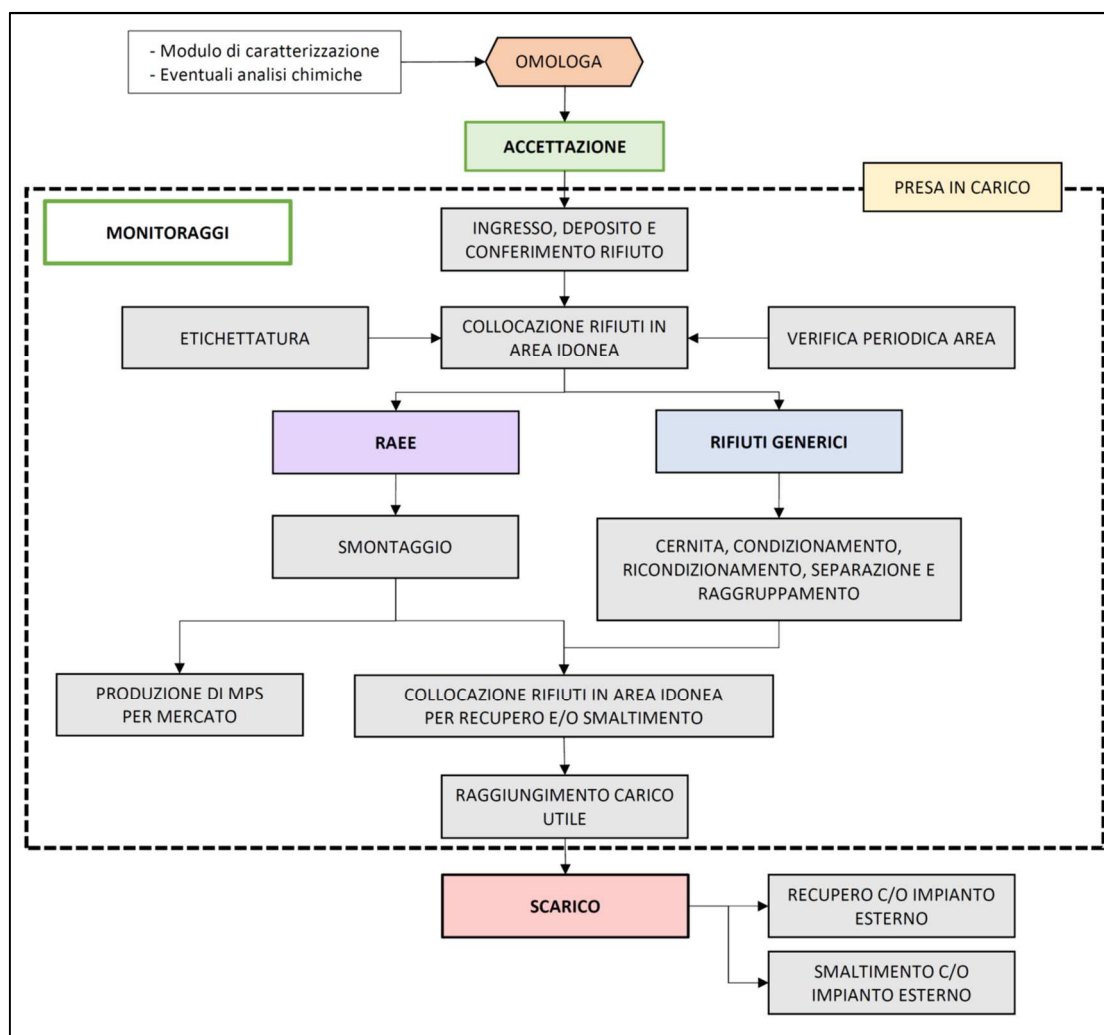 - Modulo di caratterizzazione
- Eventuali analisi chimiche
OMOLOGA
ACCETTAZIONE
PRESA IN CARICO
MONITORAGGI
INGRESSO, DEPOSITO E
CONFERIMENTO RIFIUTO
ETICHETTATURA
COLLOCAZIONE RIFIUTI IN
AREA IDONEA
VERIFICA PERIODICA AREA
RAEE
RIFIUTI GENERICI
SMONTAGGIO
CERNITA, CONDIZIONAMENTO,
RICONDIZIONAMENTO, SEPARAZIONE E
RAGGRUPPAMENTO
PRODUZIONE DI MPS
PER MERCATO
COLLOCAZIONE RIFIUTI IN AREA IDONEA
PER RECUPERO E/O SMALTIMENTO
RAGGIUNGIMENTO CARICO
UTILE
SCARICO
RECUPERO C/O IMPIANTO
ESTERNO
SMALTIMENTO C/O
IMPIANTO ESTERNO